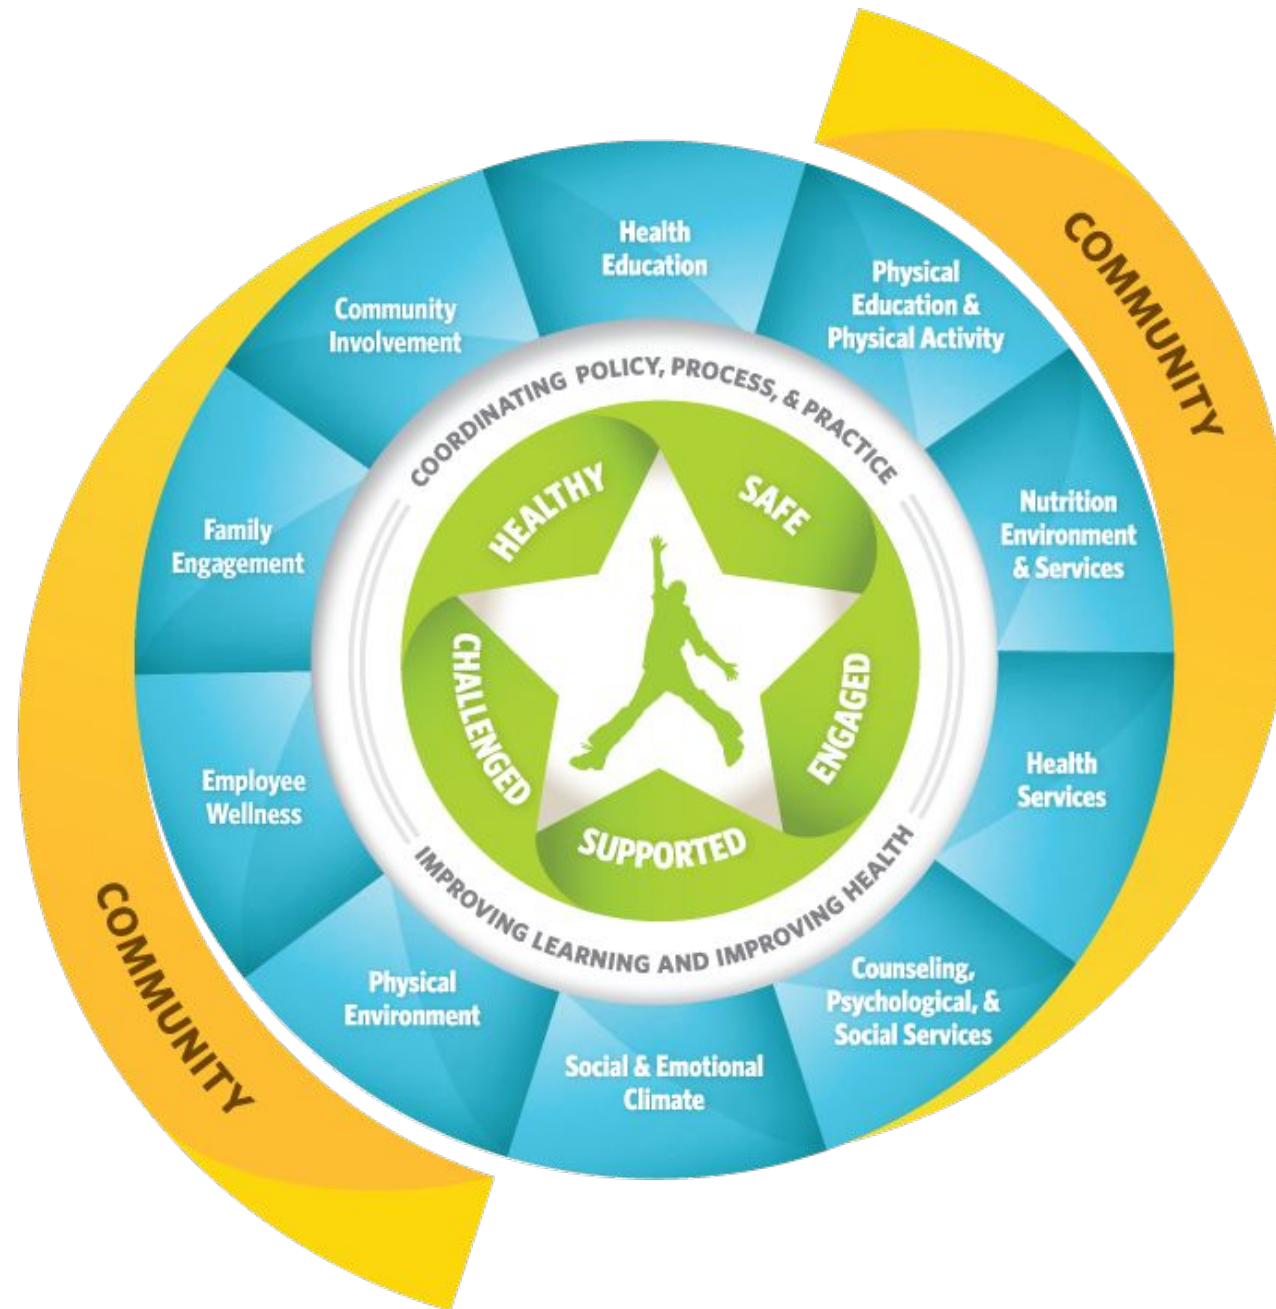 COMMUNITY
Health
Education
Physical
Education &
Physical Activity
Nutrition
Environment
& Services
Health
Services
Counseling,
Psychological, &
Social Services
Social & Emotional
Climate
Physical
Environment
Employee
Wellness
Family
Engagement
Community
Involvement
COORDINATING POLICY, PROCESS, & PRACTICE
IMPROVING LEARNING AND IMPROVING HEALTH
HEALTHY
SAFE
ENGAGED
SUPPORTED
CHALLENGED
COMMUNITY